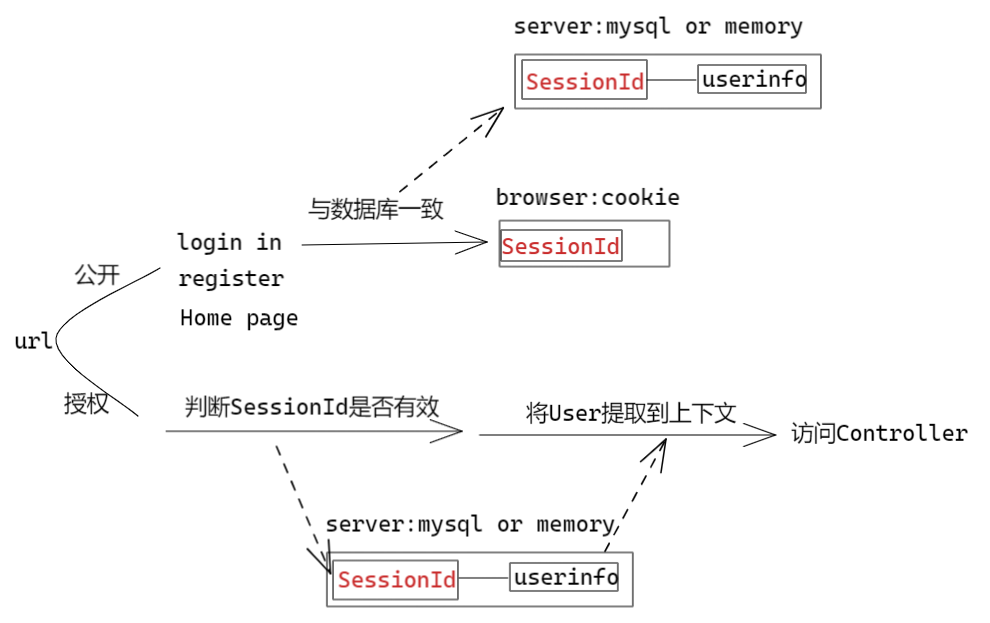 server:mysql or memory
SessionId
userinfo
browser:cookie
与数据库一致
login in
SessionId
公开
register
Home page
url
授权
判断SessionId是否有效
将User提取到上下文
访问Controller
server:mysql or memory
SessionId
userinfo